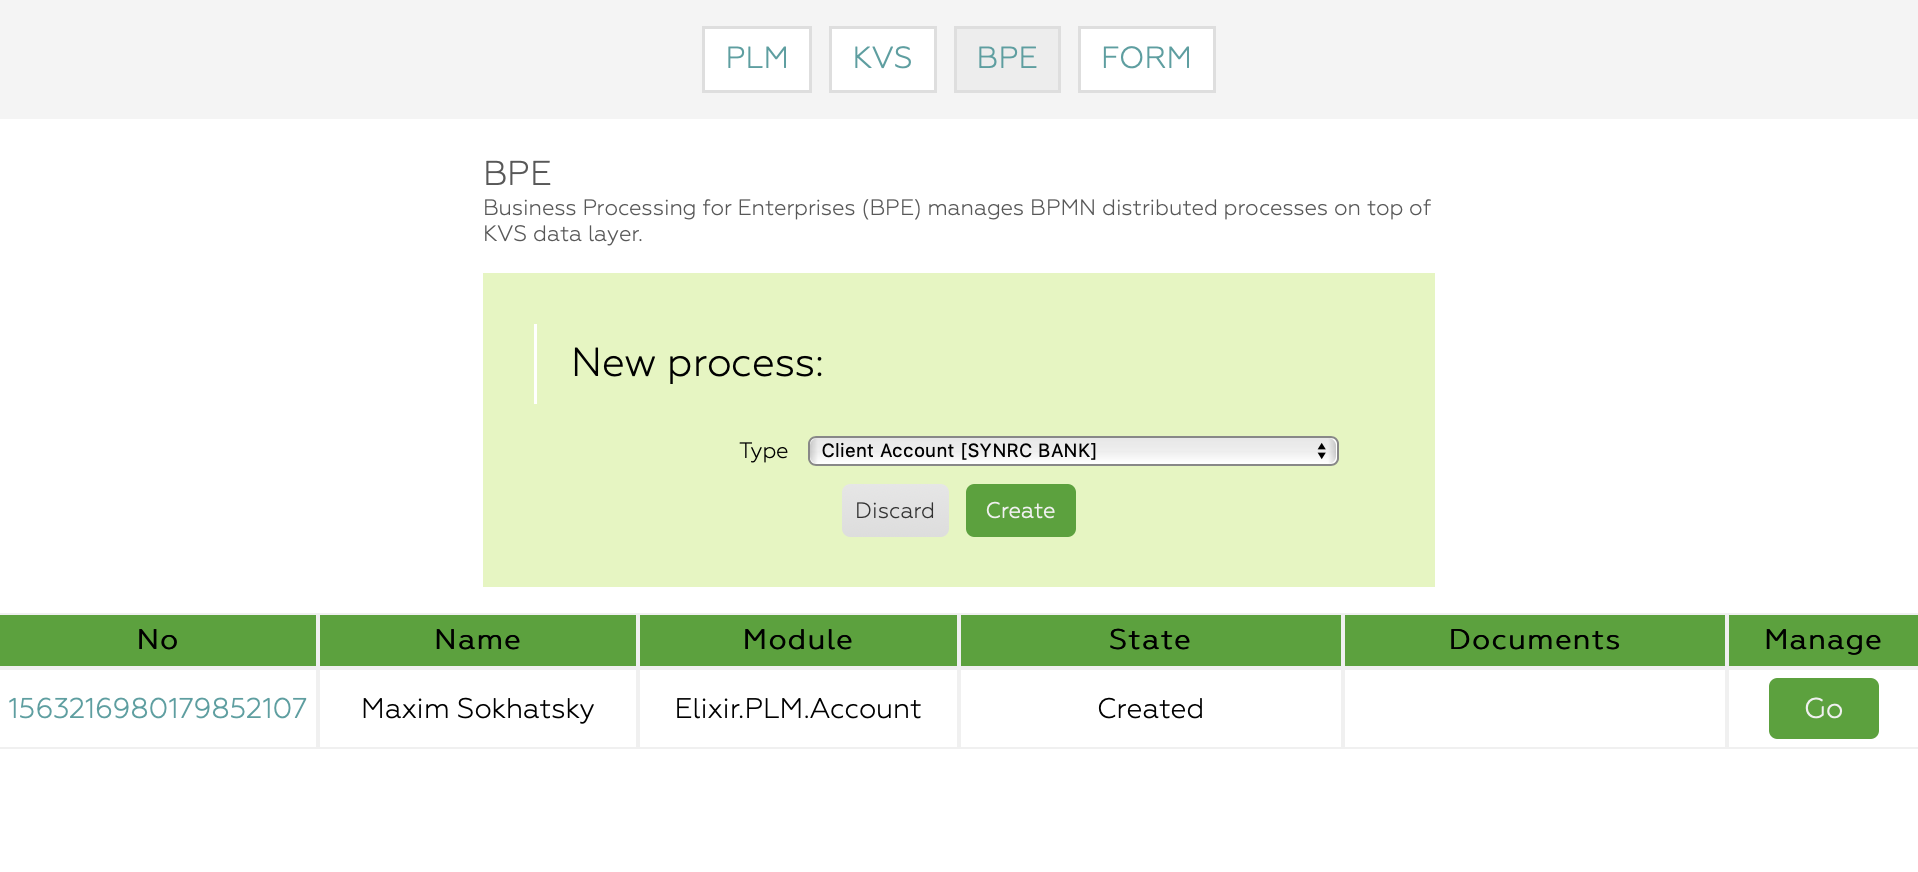 PLM KVS BPE FORM
BPE
Business Processing for Enterprises (BPE) manages BPMN distributed processes on top of
KVS data layer.
New process:
Type Client Account [SYNRC BANK]
Discard Create
No Name Module State Documents Manage
1563216980179852107 Maxim Sokhatsky Elixir.PLM.Account Created Go